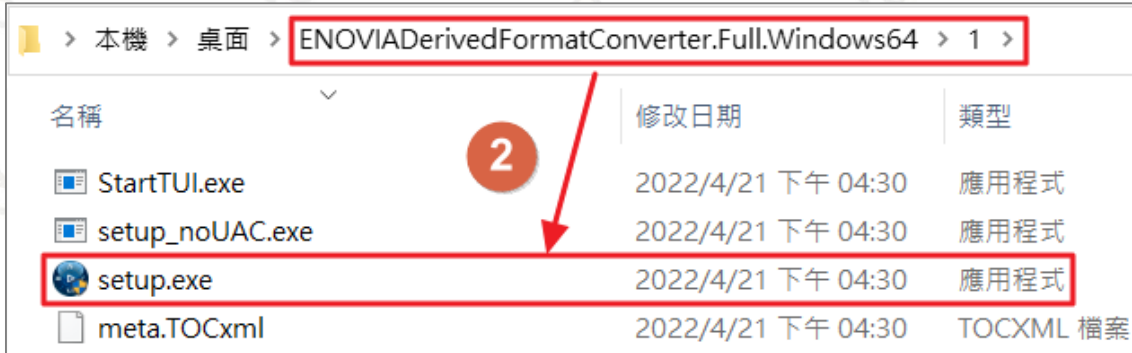 本機 > 桌面 > ENOVIADerivedFormatConverter.Full.Windows64 > 1 >
名稱 修改日期 類型
2
StartTUI.exe 2022/4/21 下午 04:30 應用程式
setup_noUAC.exe 2022/4/21 下午 04:30 應用程式
setup.exe 2022/4/21 下午 04:30 應用程式
meta.TOCxml 2022/4/21 下午 04:30 TOCXML 檔案